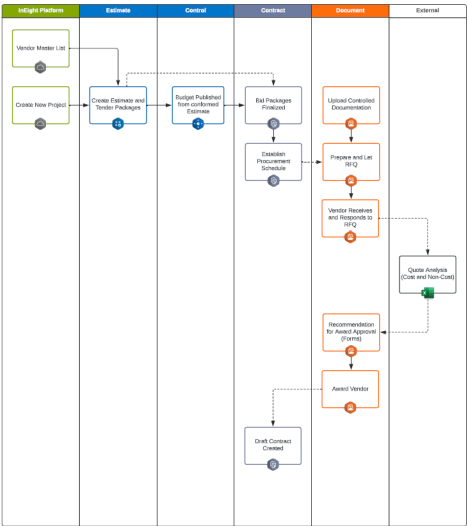 InEight Platform
Estimate
Control
Contract
Document
External
Vendor Master List
Create New Project
Create Estimate and
Tender Packages
Budget Published
from conformed
Estimate
Bid Packages
Finalized
Upload Controlled
Documentation
Establish
Procurement
Schedule
Prepare and Let
RFQ
Vendor Receives
and Responds to
RFQ
Quote Analysis
(Cost and Non-Cost)
Recommendation
for Award Approval
(Forms)
Award Vendor
Draft Contract
Created